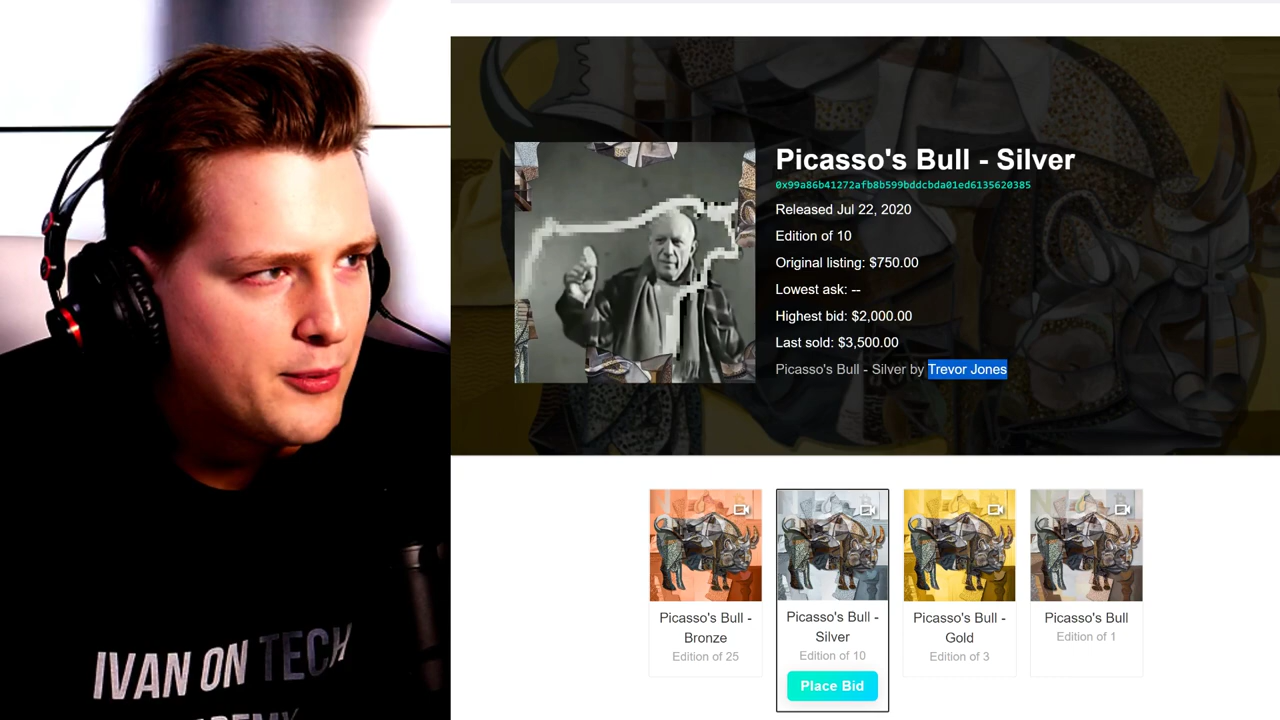 Picasso's Bull - Silver
0x99a86b41272afb8b599bddcbda01ed6135620385
Released Jul 22, 2020
Edition of 10
Original listing: $750.00
Lowest ask: --
Highest bid: $2,000.00
Last sold: $3,500.00
Picasso's Bull - Silver by Trevor Jones
Picasso's Bull -
Bronze
Edition of 25
Picasso's Bull -
Silver
Edition of 10
Place Bid
Picasso's Bull -
Gold
Edition of 3
Picasso's Bull
Edition of 1
IVAN ON TECH